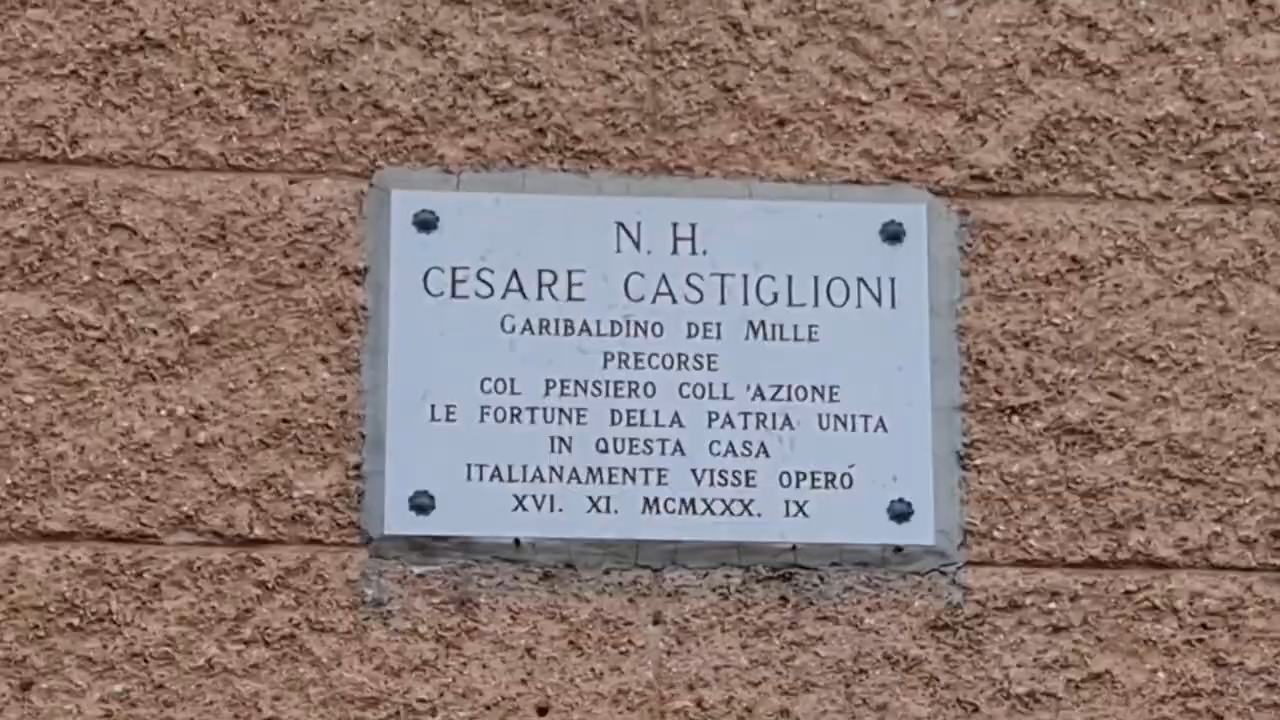 N. H.
CESARE CASTIGLIONI
GARIBALDINO DEI MILLE
PRECORSE
COL PENSIERO COLL'AZIONE
LE FORTUNE DELLA PATRIA UNITA
IN QUESTA CASA
ITALIANAMENTE VISSE OPERÓ
XVI. XI. MCMXXX. IX